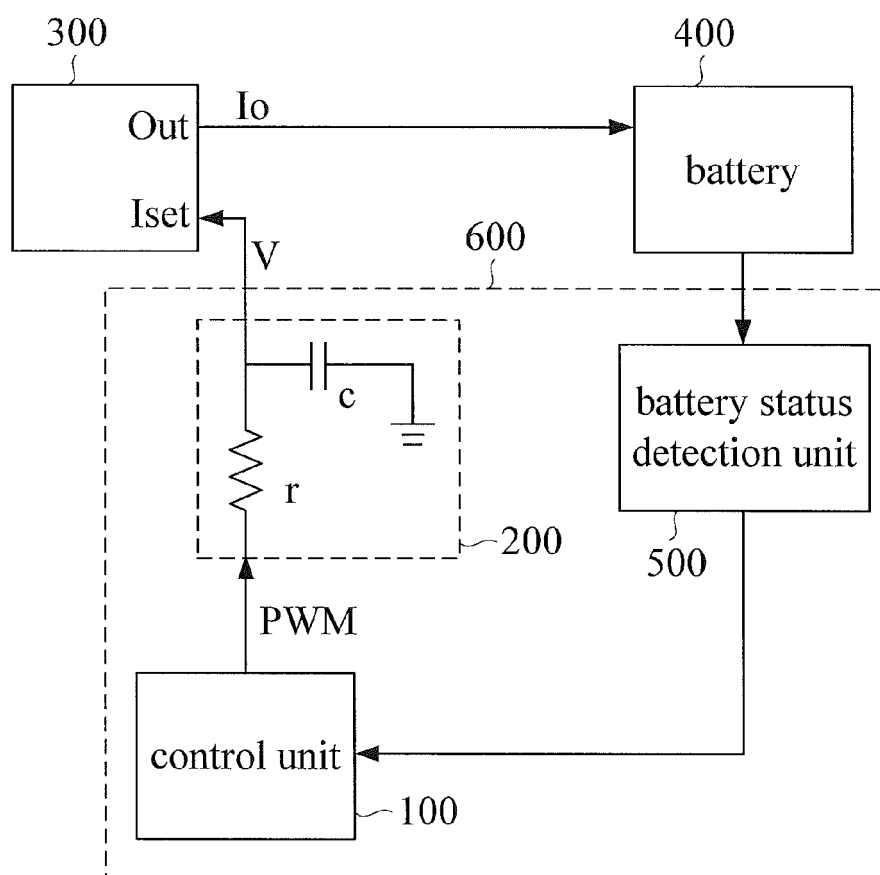 300
400
Out
Io
battery
Iset
V
600
c
battery status
detection unit
r
200
500
PWM
control unit
100